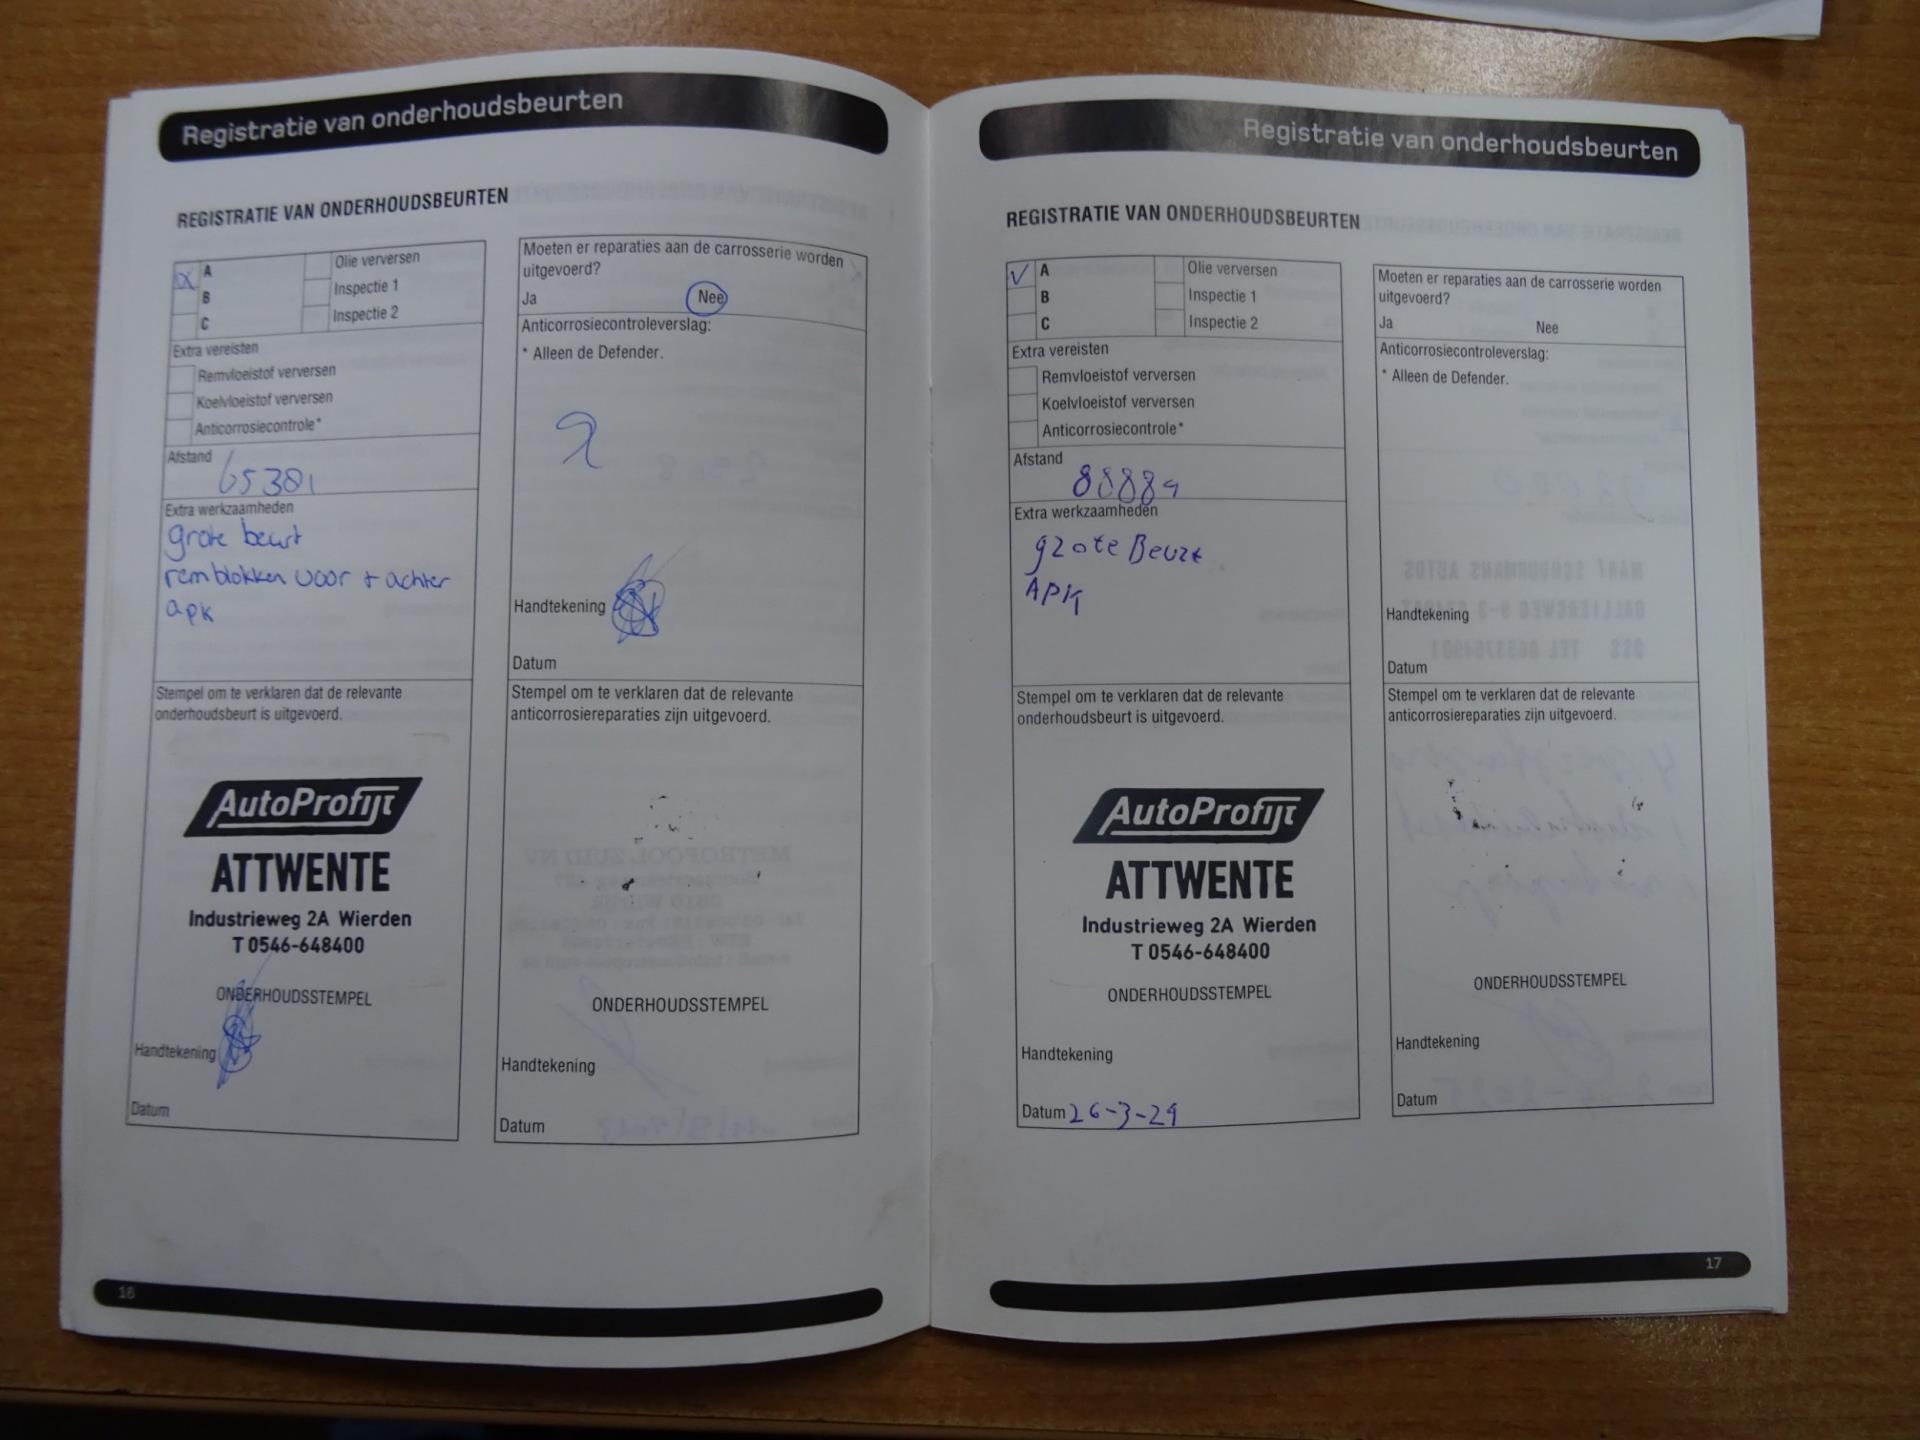 Registratie van onderhoudsbeurten
REGISTRATIE VAN ONDERHOUDSBEURTEN
A
B
C
Olie verversen
Inspectie 1
Inspectie 2
Extra vereisten
Remvloeistof verversen
Koelvloeistof verversen
Anticorrosiecontrole*
Afstand
65381
Extra werkzaamheden
grote beurt
remblokken voor + achter
apk
Stempel om te verklaren dat de relevante
onderhoudsbeurt is uitgevoerd.
AutoProfijt
ATTWENTE
Industrieweg 2A Wierden
T 0546-648400
ONDERHOUDSSTEMPEL
Handtekening
Datum
Moeten er reparaties aan de carrosserie worden
uitgevoerd?
Ja Nee
Anticorrosiecontroleverslag:
* Alleen de Defender.
Handtekening
Datum
Stempel om te verklaren dat de relevante
anticorrosiereparaties zijn uitgevoerd.
ONDERHOUDSSTEMPEL
Handtekening
Datum
16
Registratie van onderhoudsbeurten
REGISTRATIE VAN ONDERHOUDSBEURTEN
A
B
C
Olie verversen
Inspectie 1
Inspectie 2
Extra vereisten
Remvloeistof verversen
Koelvloeistof verversen
Anticorrosiecontrole*
Afstand
Extra werkzaamheden
grote Beurt
APK
Stempel om te verklaren dat de relevante
onderhoudsbeurt is uitgevoerd.
AutoProfijt
ATTWENTE
Industrieweg 2A Wierden
T 0546-648400
ONDERHOUDSSTEMPEL
Handtekening
Datum
Moeten er reparaties aan de carrosserie worden
uitgevoerd?
Ja Nee
Anticorrosiecontroleverslag:
* Alleen de Defender.
Handtekening
Datum
Stempel om te verklaren dat de relevante
anticorrosiereparaties zijn uitgevoerd.
ONDERHOUDSSTEMPEL
Handtekening
Datum
17